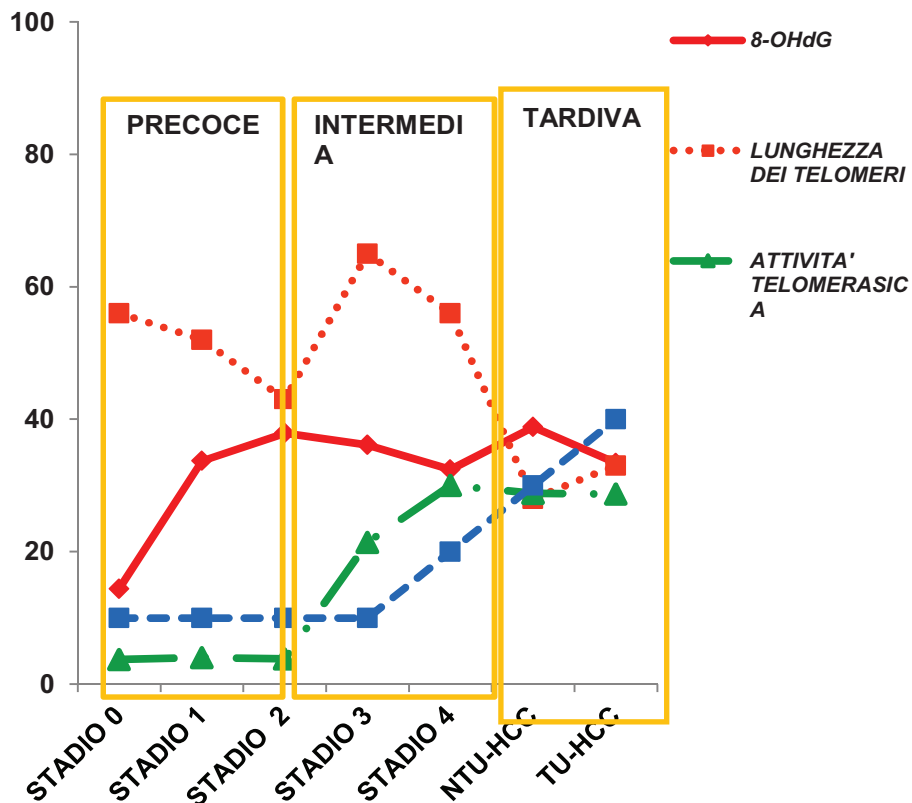 100
80
60
40
20
0
PRECOCE
INTERMEDI
A
TARDIVA
8-OHdG
LUNGHEZZA
DEI TELOMERI
ATTIVITA'
TELOMERASIC
A
STADIO 0
STADIO 1
STADIO 2
STADIO 3
STADIO 4
NTU-HCC
TU-HCC